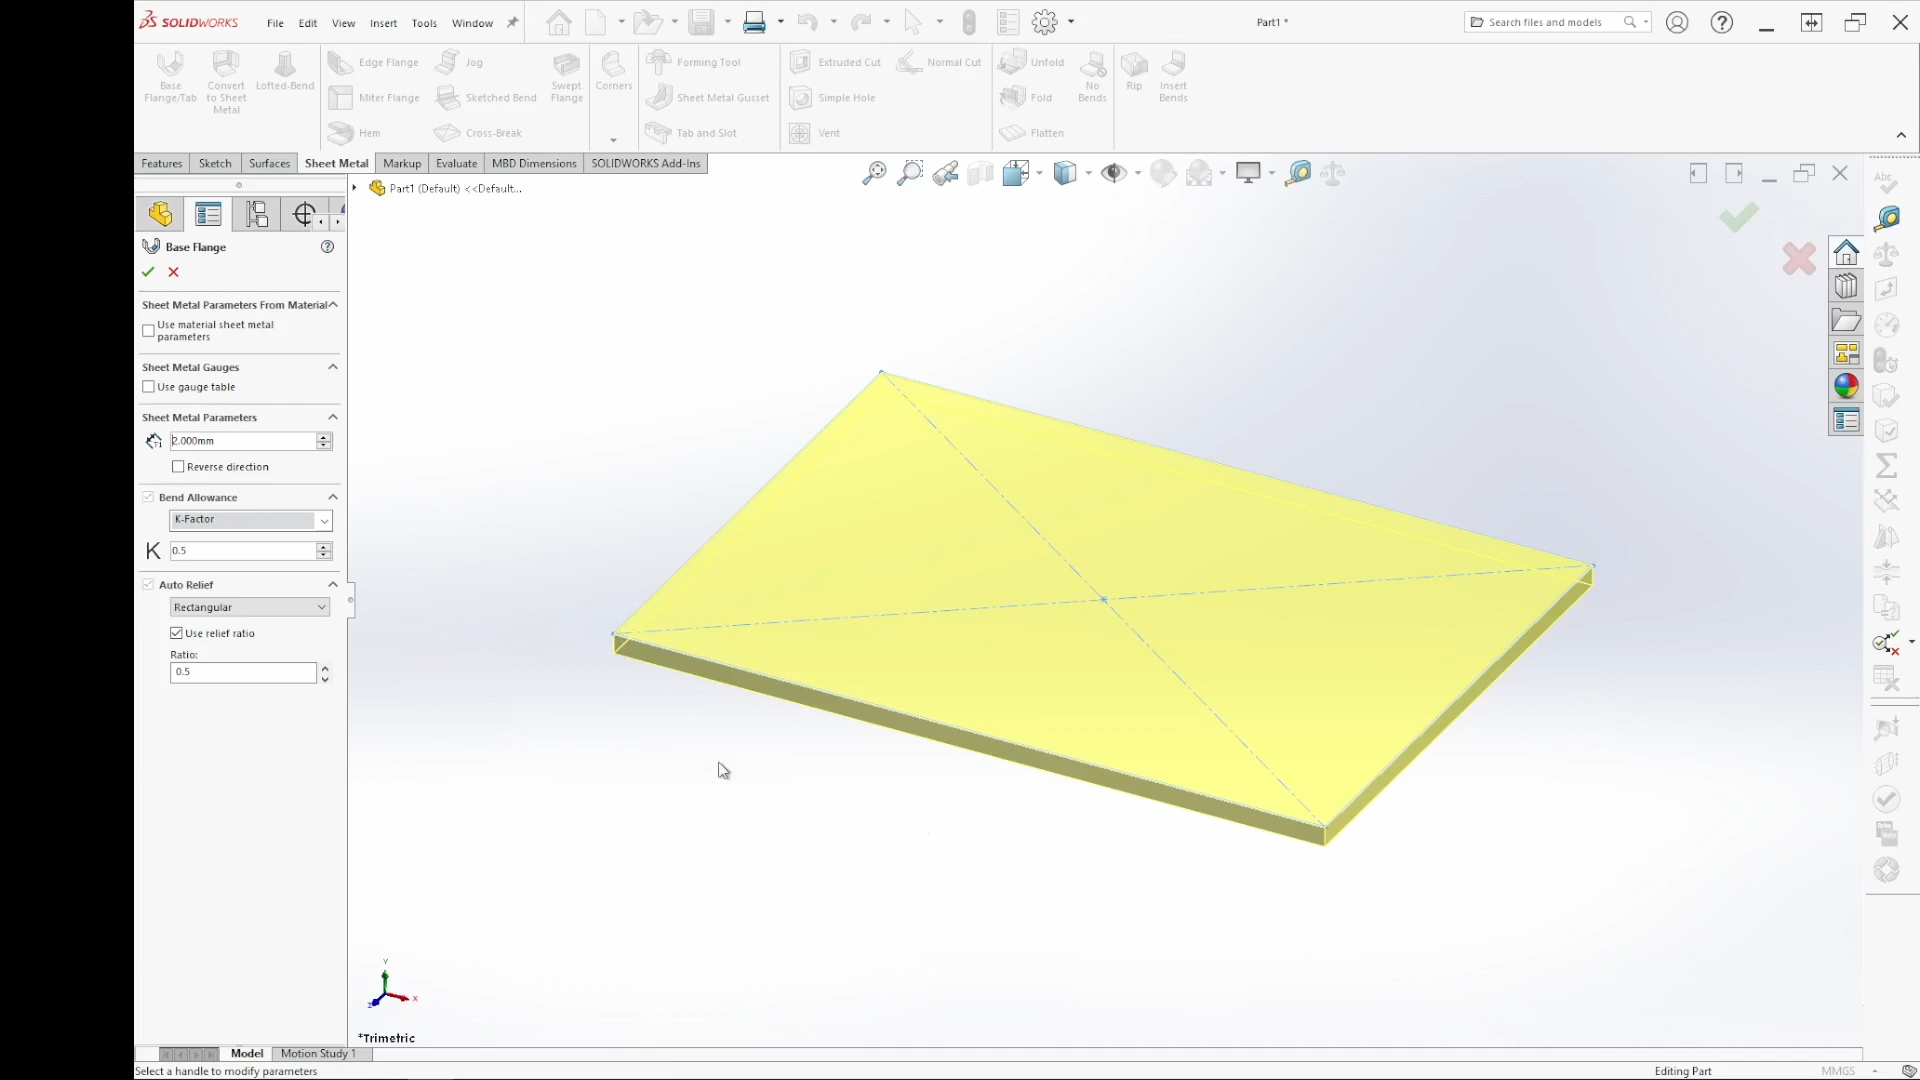 SOLIDWORKS File Edit View Insert Tools Window
Part1 *
Search files and models
Base Flange/Tab
Convert to Sheet Metal
Lofted-Bend
Edge Flange
Miter Flange
Hem
Jog
Sketched Bend
Cross-Break
Swept Flange
Corners
Forming Tool
Sheet Metal Gusset
Tab and Slot
Extruded Cut
Simple Hole
Vent
Normal Cut
Unfold
Fold
Flatten
No Bends
Rip
Insert Bends
Features Sketch Surfaces Sheet Metal Markup Evaluate MBD Dimensions SOLIDWORKS Add-Ins
Part1 (Default) <<Default...
Base Flange
Sheet Metal Parameters From Material
Use material sheet metal
parameters
Sheet Metal Gauges
Use gauge table
Sheet Metal Parameters
T1
2.000mm
Reverse direction
Bend Allowance
K-Factor
K 0.5
Auto Relief
Rectangular
Use relief ratio
Ratio:
0.5
Abc
Y
X
Z
*Trimetric
Model Motion Study 1
Select a handle to modify parameters
Editing Part
MMGS